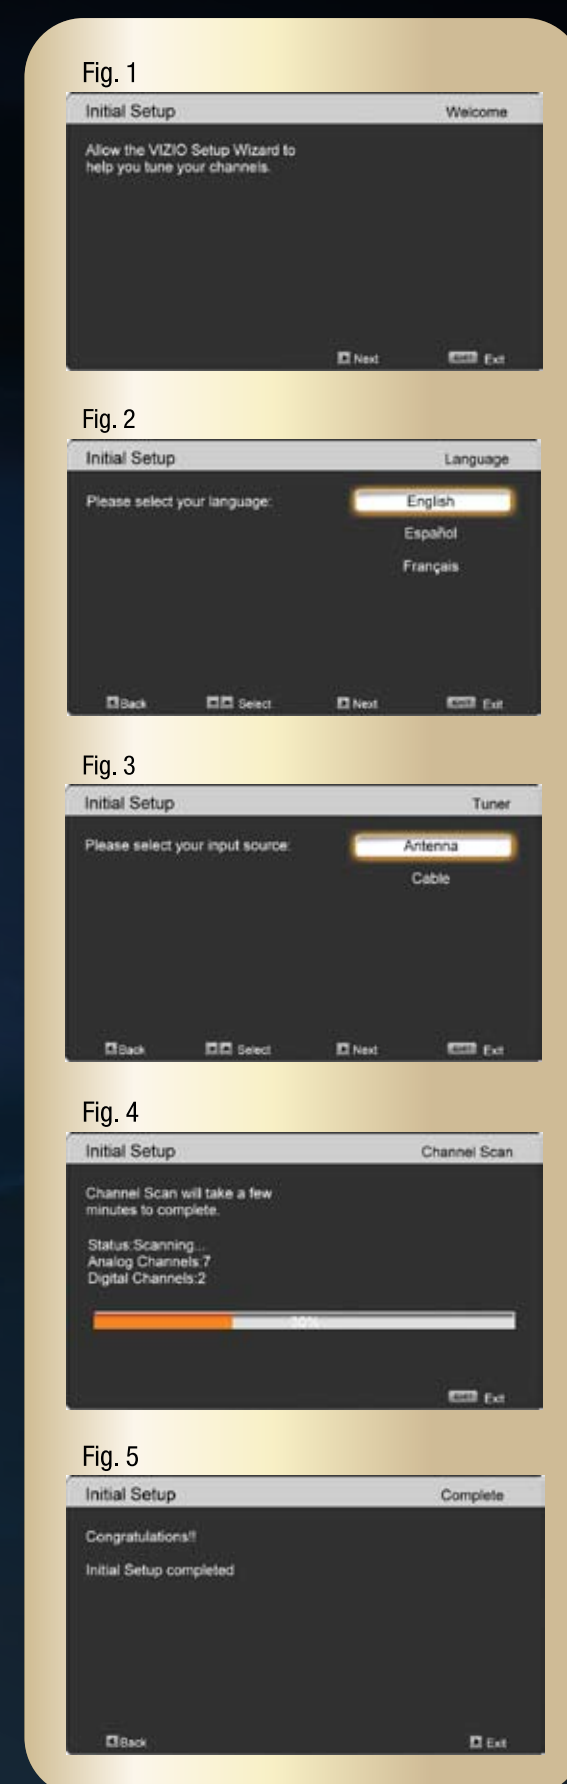 Fig. 1
Initial Setup Welcome
Allow the VIZIO Setup Wizard to
help you tune your channels.
Next Exit
Fig. 2
Initial Setup Language
Please select your language: English
Español
Français
Back Select Next Exit
Fig. 3
Initial Setup Tuner
Please select your input source: Antenna
Cable
Back Select Next Exit
Fig. 4
Initial Setup Channel Scan
Channel Scan will take a few
minutes to complete.
Status:Scanning...
Analog Channels:7
Digital Channels:2
Exit
Fig. 5
Initial Setup Complete
Congratulations!!
Initial Setup completed
Back Exit